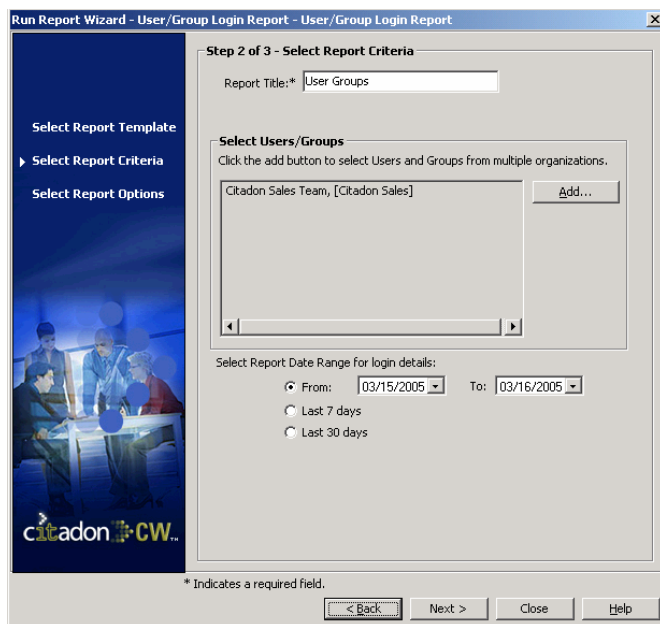 Run Report Wizard - User/Group Login Report - User/Group Login Report
Step 2 of 3 - Select Report Criteria
Report Title:* User Groups
Select Report Template
Select Report Criteria
Select Report Options
Select Users/Groups
Click the add button to select Users and Groups from multiple organizations.
Citadon Sales Team, [Citadon Sales]
Add...
Select Report Date Range for login details:
From: 03/15/2005 To: 03/16/2005
Last 7 days
Last 30 days
citadon CW™
* Indicates a required field.
< Back Next > Close Help